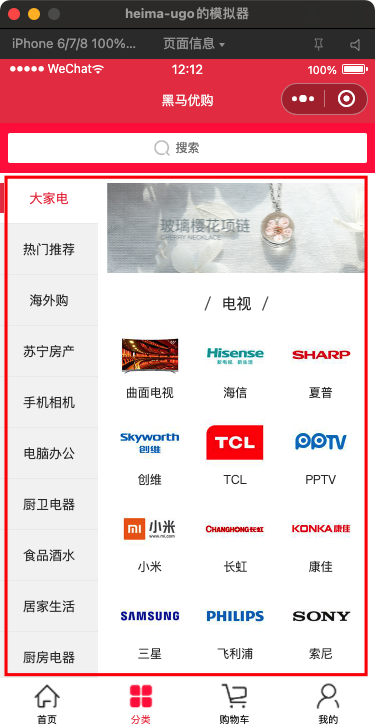 heima-ugo的模拟器
iPhone 6/7/8 100%...
页面信息
WeChat
12:12
100%
黑马优购
搜索
大家电
热门推荐
海外购
苏宁房产
手机相机
电脑办公
厨卫电器
食品酒水
居家生活
厨房电器
玻璃樱花项链
CHERRY NECKLACE
/ 电视 /
曲面电视
Hisense
海信
SHARP
夏普
Skyworth
创维
创维
TCL
TCL
PPTV
PPTV
小米
www.mi.com
小米
CHANGHONG长虹
长虹
KONKA康佳
康佳
SAMSUNG
三星
PHILIPS
飞利浦
SONY
索尼
首页
分类
购物车
我的